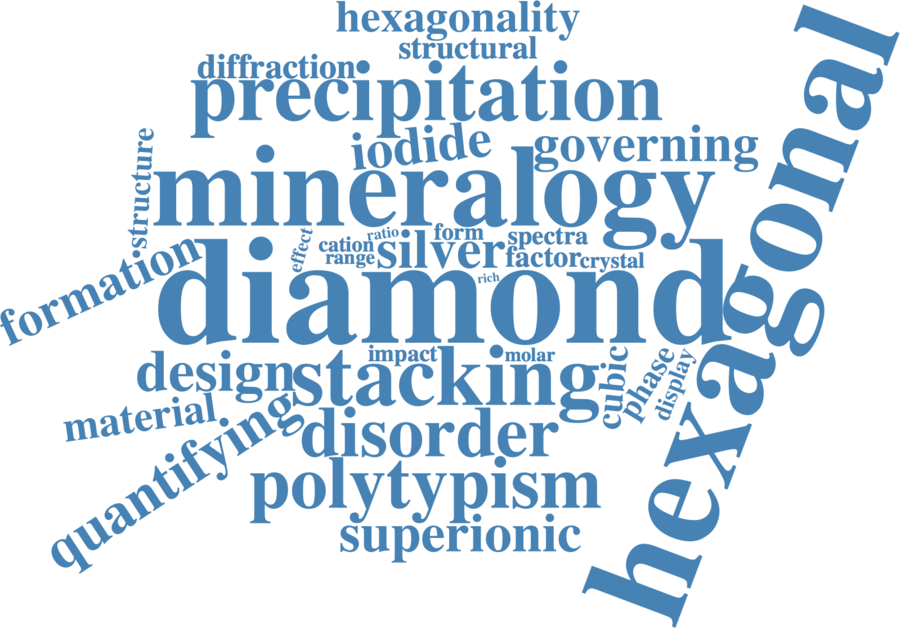 hexagonality
structural
diffraction
precipitation
iodide
governing
structure
mineralogy
hexagonal
ratio
form
effect
cation
silver
spectra
range
factor
crystal
formation
rich
diamond
impact
molar
design
stacking
cubic
phase
display
material
quantifying
disorder
polytypism
superionic